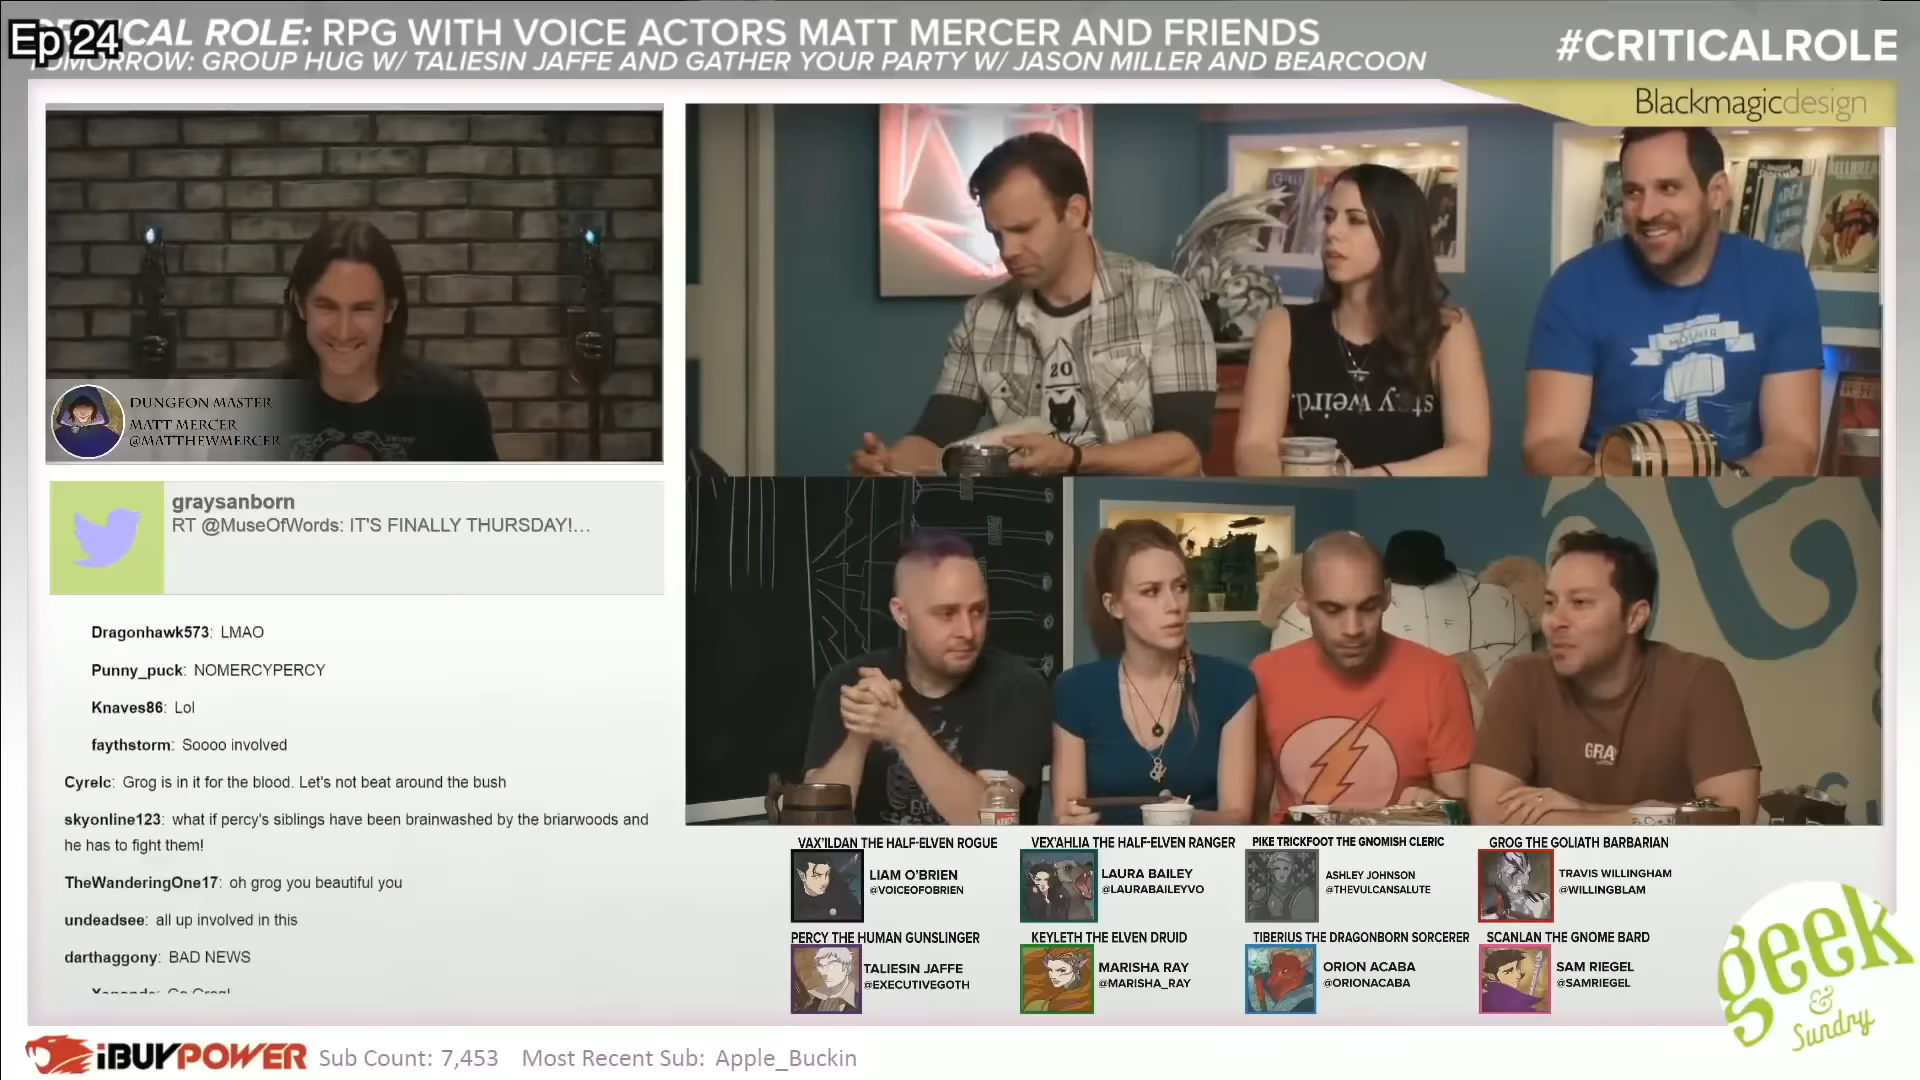 Ep 24
CAL ROLE: RPG WITH VOICE ACTORS MATT MERCER AND FRIENDS
OMORROW: GROUP HUG W/ TALIESIN JAFFE AND GATHER YOUR PARTY W/ JASON MILLER AND BEARCOON
#CRITICALROLE
Blackmagicdesign
20
stay weird.
DUNGEON MASTER
MATT MERCER
@MATTHEWMERCER
graysanborn
RT @MuseOfWords: IT'S FINALLY THURSDAY!…
Dragonhawk573: LMAO
Punny_puck: NOMERCYPERCY
Knaves86: Lol
faythstorm: Soooo involved
Cyrelc: Grog is in it for the blood. Let's not beat around the bush
skyonline123: what if percy's siblings have been brainwashed by the briarwoods and
he has to fight them!
TheWanderingOne17: oh grog you beautiful you
undeadsee: all up involved in this
darthaggony: BAD NEWS
GRA
VAX'ILDAN THE HALF-ELVEN ROGUE
LIAM O'BRIEN
@VOICEOFOBRIEN
VEX'AHLIA THE HALF-ELVEN RANGER
LAURA BAILEY
@LAURABAILEYVO
PIKE TRICKFOOT THE GNOMISH CLERIC
ASHLEY JOHNSON
@THEVULCANSALUTE
GROG THE GOLIATH BARBARIAN
TRAVIS WILLINGHAM
@WILLINGBLAM
PERCY THE HUMAN GUNSLINGER
TALIESIN JAFFE
@EXECUTIVEGOTH
KEYLETH THE ELVEN DRUID
MARISHA RAY
@MARISHA_RAY
TIBERIUS THE DRAGONBORN SORCERER
ORION ACABA
@ORIONACABA
SCANLAN THE GNOME BARD
SAM RIEGEL
@SAMRIEGEL
geek
&
Sundry
iBUYPOWER
Sub Count: 7,453 Most Recent Sub: Apple_Buckin